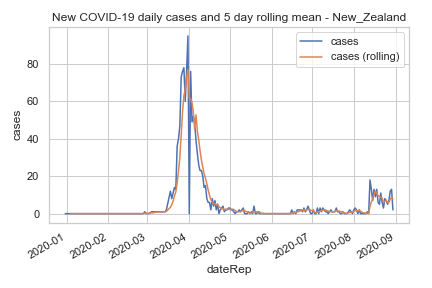 New COVID-19 daily cases and 5 day rolling mean - New_Zealand
cases
cases (rolling)
cases
80
60
40
20
0
2020-01
2020-02
2020-03
2020-04
2020-05
2020-06
2020-07
2020-08
2020-09
dateRep